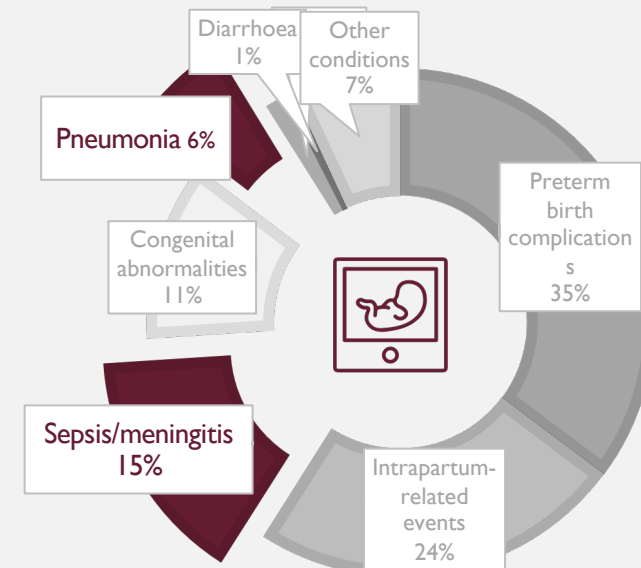 Diarrhoea
1%
Other
conditions
7%
Pneumonia 6%
Preterm
birth
complication
s
35%
Congenital
abnormalities
11%
Sepsis/meningitis
15%
Intrapartum-
related
events
24%